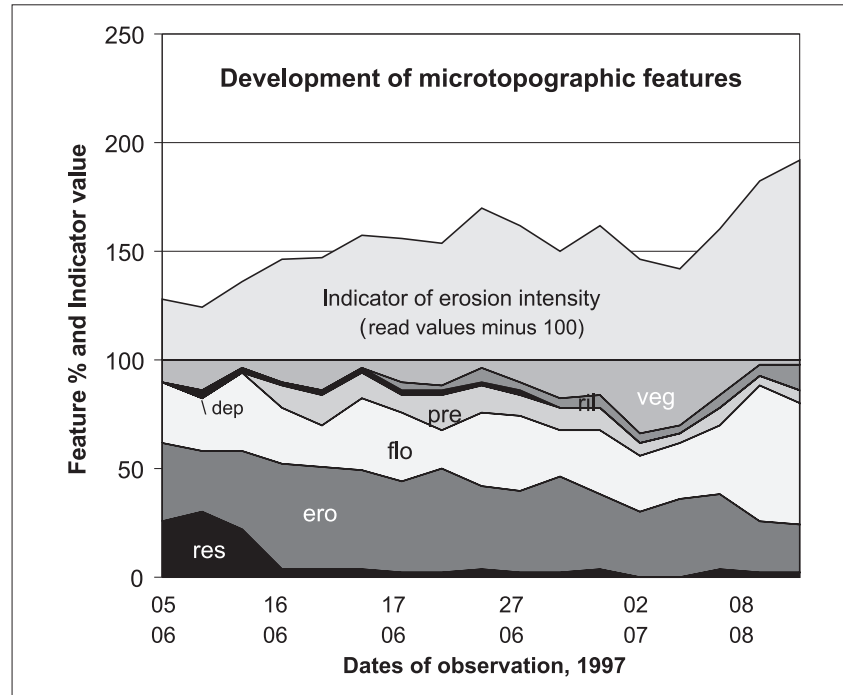 250
Development of microtopographic features
200
150
Indicator of erosion intensity
(read values minus 100)
100
\ dep
pre
ril
veg
flo
50
ero
res
0
Feature % and Indicator value
05 16 17 27 02 08
06 06 06 06 07 08
Dates of observation, 1997